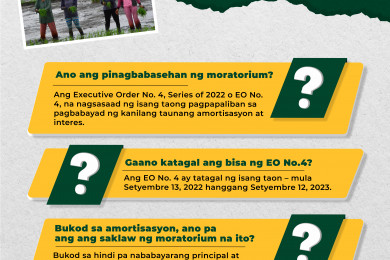 Ano ang pinagbabasehan ng moratorium?
Ang Executive Order No. 4, Series of 2022 o EO No.
4, na nagsasaad ng isang taong pagpapaliban sa
pagbabayad ng kanilang taunang amortisasyon at
interes.
?
Gaano katagal ang bisa ng EO No.4?
Ang EO No. 4 ay tatagal ng isang taon – mula
Setyembre 13, 2022 hanggang Setyembre 12, 2023.
?
Bukod sa amortisasyon, ano pa
ang ang saklaw ng moratorium na ito?
Bukod sa hindi pa nababayarang principal at
?